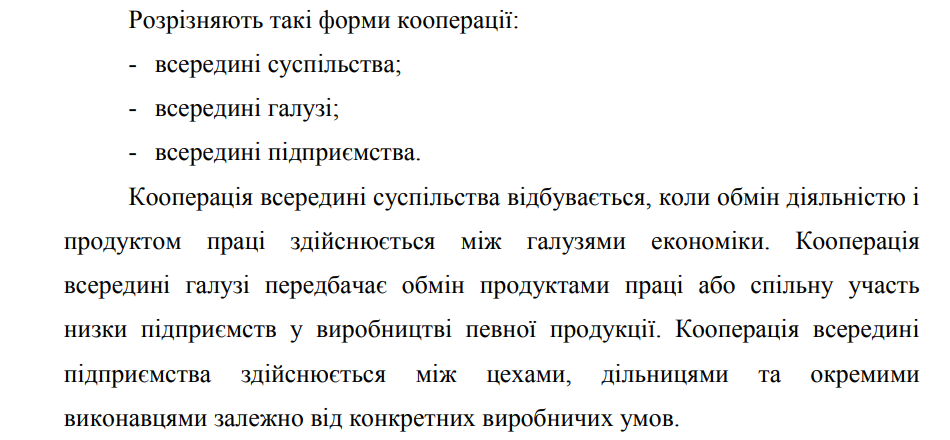 Розрізняють такі форми кооперації:
- всередині суспільства;
- всередині галузі;
- всередині підприємства.
Кооперація всередині суспільства відбувається, коли обмін діяльністю і
продуктом праці здійснюється між галузями економіки. Кооперація
всередині галузі передбачає обмін продуктами праці або спільну участь
низки підприємств у виробництві певної продукції. Кооперація всередині
підприємства здійснюється між цехами, дільницями та окремими
виконавцями залежно від конкретних виробничих умов.